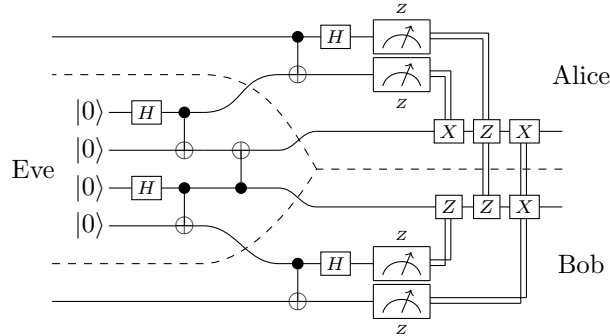 z
H
z
Alice
|0⟩ H
|0⟩ X Z X
Eve
|0⟩ H
|0⟩ Z Z X
Bob
H z
z